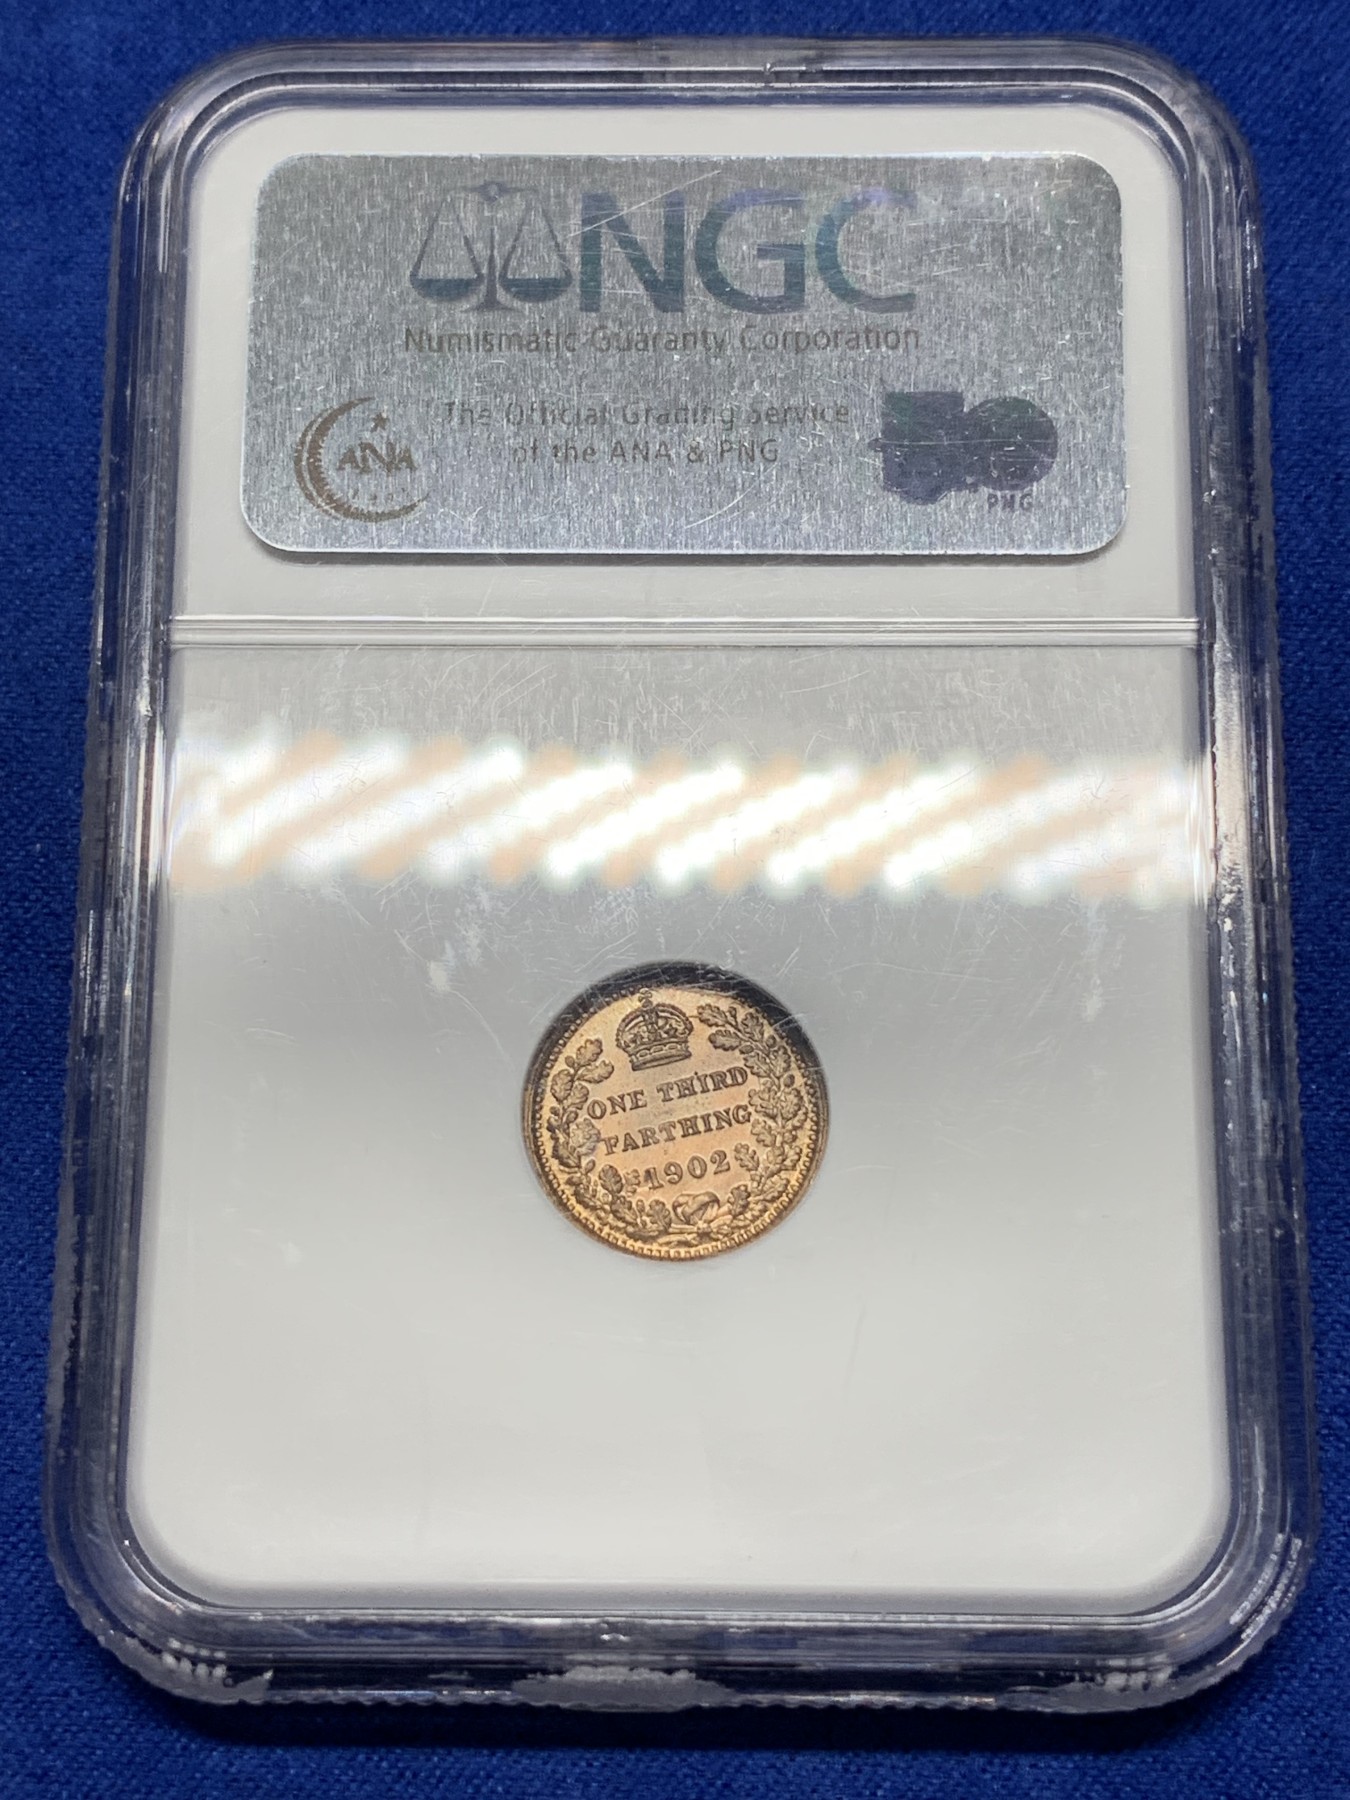 NGC
Numismatic Guaranty Corporation
The Official Grading Service
of the ANA & PNG
ANA
PNG
ONE THIRD
FARTHING
1902